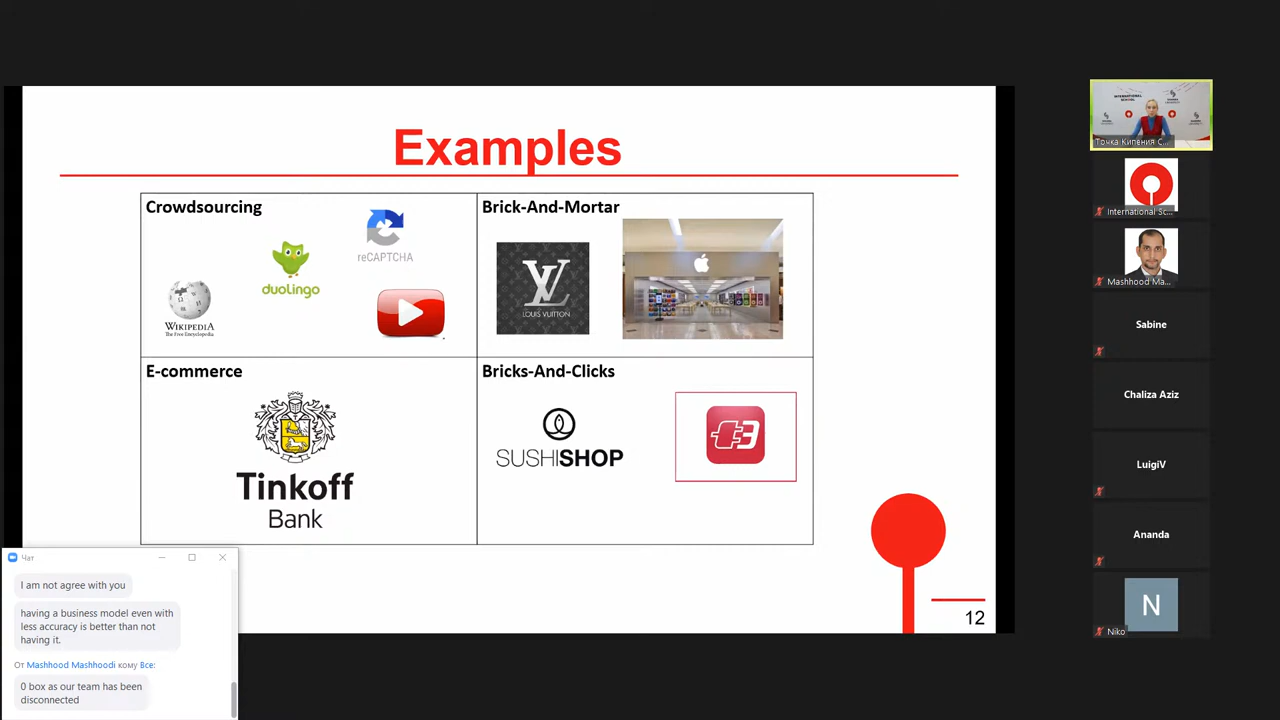 Examples
Crowdsourcing
reCAPTCHA
duolingo
WIKIPEDIA
The Free Encyclopedia
Brick-And-Mortar
LV
LOUIS VUITTON
E-commerce
Tinkoff
Bank
Bricks-And-Clicks
SUSHISHOP
12
Чат
I am not agree with you
having a business model even with
less accuracy is better than not
having it.
От Mashhood Mashhoodi кому Все:
0 box as our team has been
disconnected
INTERNATIONAL
Точка Кипения С...
International Sc...
Mashhood Ma...
Sabine
Chaliza Aziz
LuigiV
Ananda
N
Niko